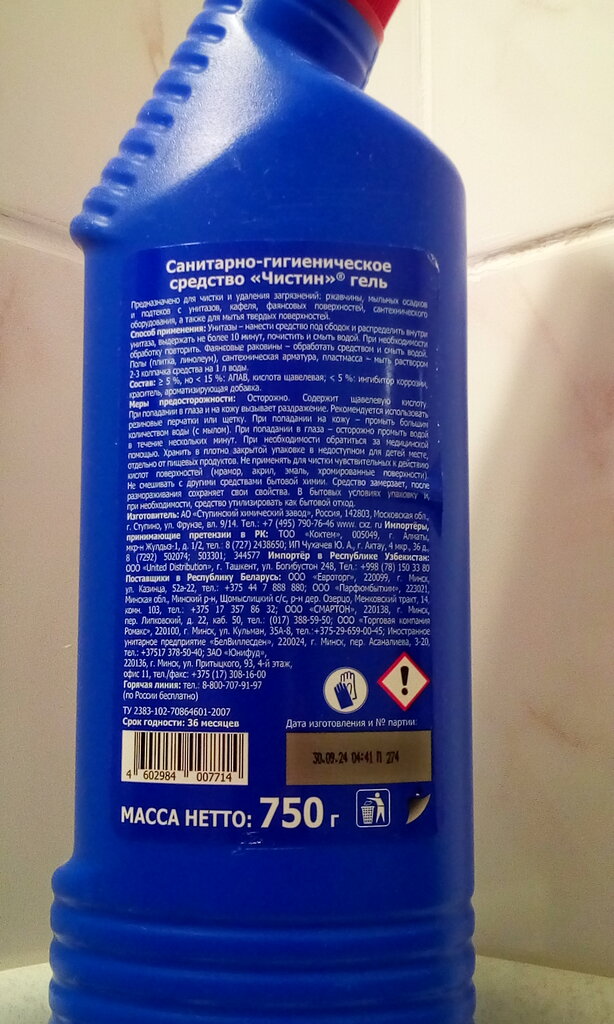 Санитарно-гигиеническое
средство «Чистин»® гель
Предназначено для чистки и удаления загрязнений: ржавчины, мыльных осадков
и подтеков с унитазов, кафеля, фаянсовых поверхностей, сантехнического
оборудования, а также для мытья твердых поверхностей.
Способ применения: Унитазы – нанести средство под ободок и распределить внутри
унитаза, выдержать не более 10 минут, почистить и смыть водой. При необходимости
обработку повторить. Фаянсовые раковины – обработать средством и смыть водой.
Полы (плитка, линолеум), сантехническая арматура, пластмасса – мыть раствором
2-3 колпачка средства на 1 л воды.
Состав: ≥ 5 %, но < 15 %: АПАВ, кислота щавелевая; < 5 %: ингибитор коррозии,
краситель, ароматизирующая добавка.
Меры предосторожности: Осторожно. Содержит щавелевую кислоту.
При попадании в глаза и на кожу вызывает раздражение. Рекомендуется использовать
резиновые перчатки или щетку. При попадании на кожу – промыть большим
количеством воды (с мылом). При попадании в глаза – осторожно промыть водой
в течение нескольких минут. При необходимости обратиться за медицинской
помощью. Хранить в плотно закрытой упаковке в недоступном для детей месте,
отдельно от пищевых продуктов. Не применять для чистки чувствительных к действию
кислот поверхностей (мрамор, акрил, эмаль, хромированные поверхности).
Не смешивать с другими средствами бытовой химии. Средство замерзает, после
размораживания сохраняет свои свойства. В бытовых условиях упаковку и,
при необходимости, средство утилизировать как бытовой отход.
Изготовитель: АО «Ступинский химический завод», Россия, 142803, Московская обл.,
г. Ступино, ул. Фрунзе, вл. 9/14. Тел.: +7 (495) 790-76-46 www. cxz. ru Импортёры,
принимающие претензии в РК: ТОО «Коктем», 005049, г. Алматы,
мкр-н Жулдыз-1, д. 1/2, тел.: 8 (727) 2438650; ИП Чухачев Ю. А., г. Актау, 4 мкр., 36 д.,
8 (7292) 502074; 503301; 344577 Импортёр в Республике Узбекистан:
ООО «United Distribution», г. Ташкент, ул. Богибустон 248, Тел.: +998 (78) 150 33 80
Поставщики в Республику Беларусь: ООО «Евроторг», 220099, г. Минск,
ул. Казинца, 52а-22, тел.: +375 44 7 888 880; ООО «Парфюмбытхим», 223021,
Минская обл., Минский р-н, Щомыслицкий с/с, р-н дер. Озерцо, Менковский тракт, 14,
комн. 103, тел.: +375 17 357 86 32; ООО «СМАРТОН», 220138, г. Минск,
пер. Липковский, д. 22, каб. 50, тел.: (017) 388-59-50; ООО «Торговая компания
Ромакс», 220100, г. Минск, ул. Кульман, 35А-8, тел.:+375-29-659-00-45; Иностранное
унитарное предприятие «БелВиллесден», 220024, г. Минск, пер. Асаналиева, 3-20,
тел.:+37517 378-50-40; ЗАО «Юнифуд»,
220136, г. Минск, ул. Притыцкого, 93, 4-й этаж,
офис 11, тел./факс: +375 (17) 308-16-00
Горячая линия: тел.: 8-800-707-91-97
(по России бесплатно)
ТУ 2383-102-70864601-2007
Срок годности: 36 месяцев
Дата изготовления и № партии:
30.09.24 04:41 П 274
4 602984 007714
МАССА НЕТТО: 750 г